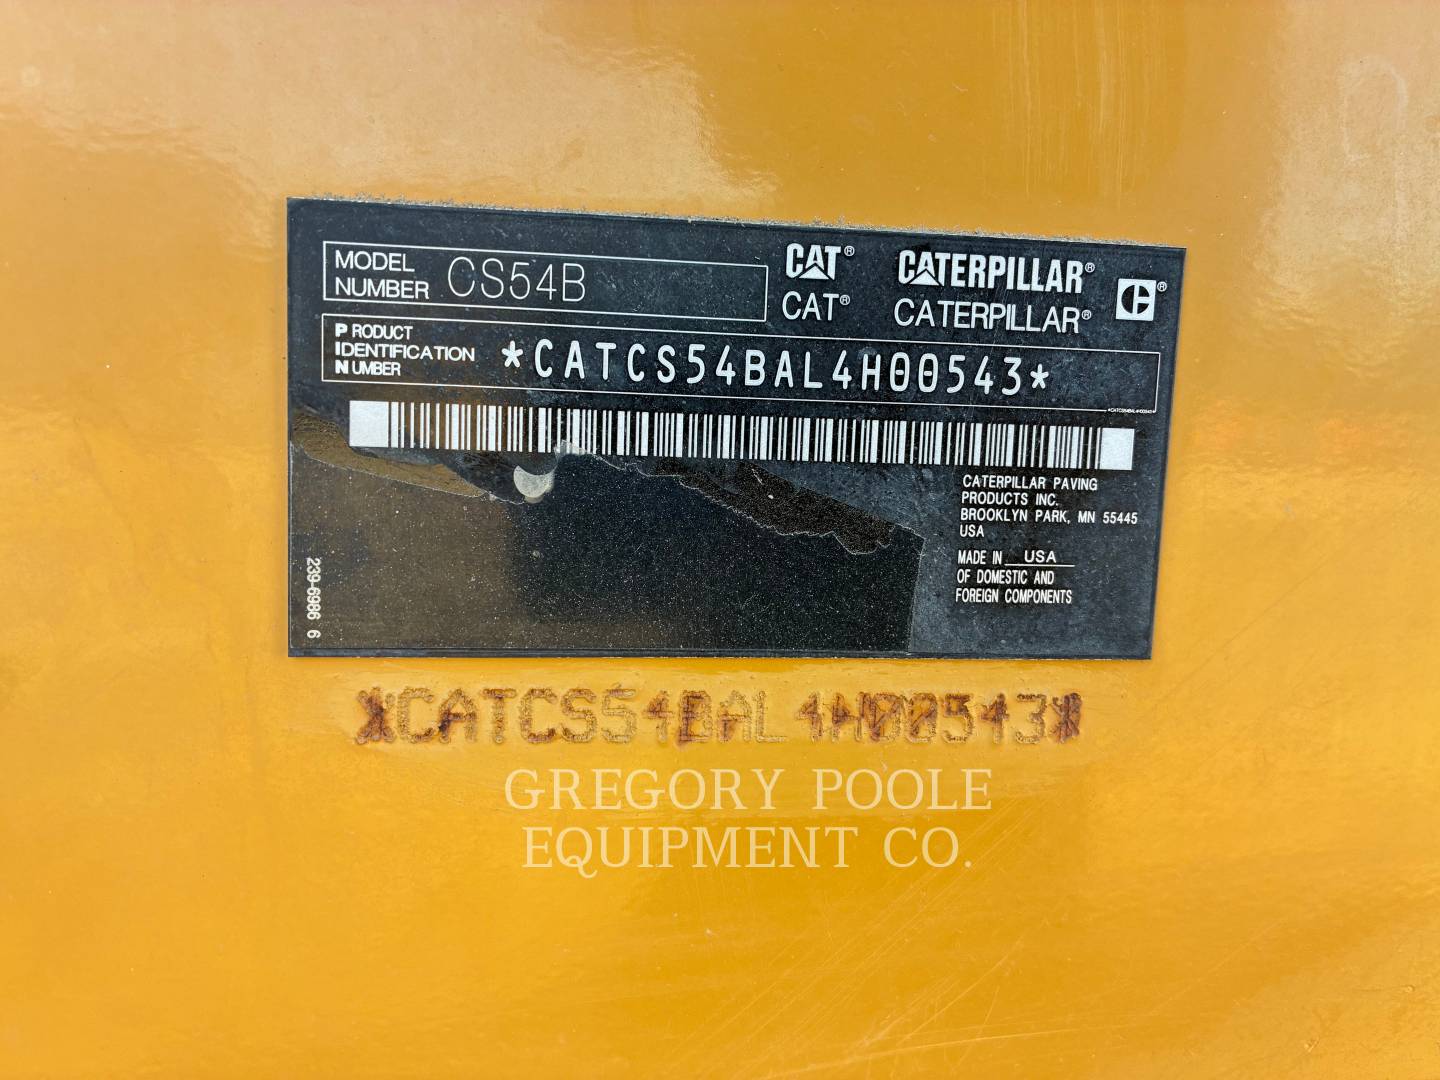 MODEL NUMBER CS54B
CAT® CATERPILLAR®
CAT® CATERPILLAR®
PRODUCT
IDENTIFICATION
NUMBER
*CATCS54BAL4H00543*
*CATCS54BAL4H00543*
CATERPILLAR PAVING
PRODUCTS INC.
BROOKLYN PARK, MN 55445
USA
MADE IN USA
OF DOMESTIC AND
FOREIGN COMPONENTS
239-6986 6
*CATCS54BAL4H00543*
GREGORY POOLE
EQUIPMENT CO.